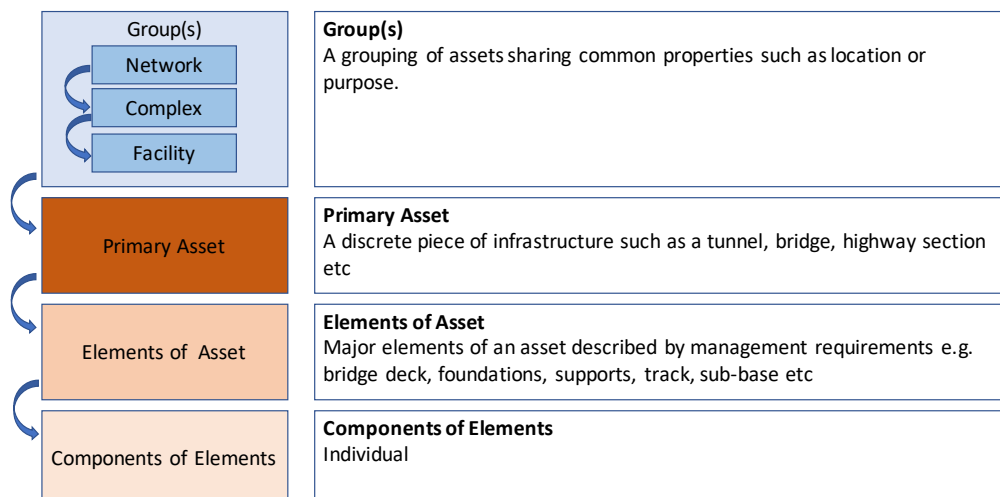 Group(s)
Network
Complex
Facility
Group(s)
A grouping of assets sharing common properties such as location or
purpose.
Primary Asset
Primary Asset
A discrete piece of infrastructure such as a tunnel, bridge, highway section
etc
Elements of Asset
Elements of Asset
Major elements of an asset described by management requirements e.g.
bridge deck, foundations, supports, track, sub-base etc
Components of Elements
Components of Elements
Individual